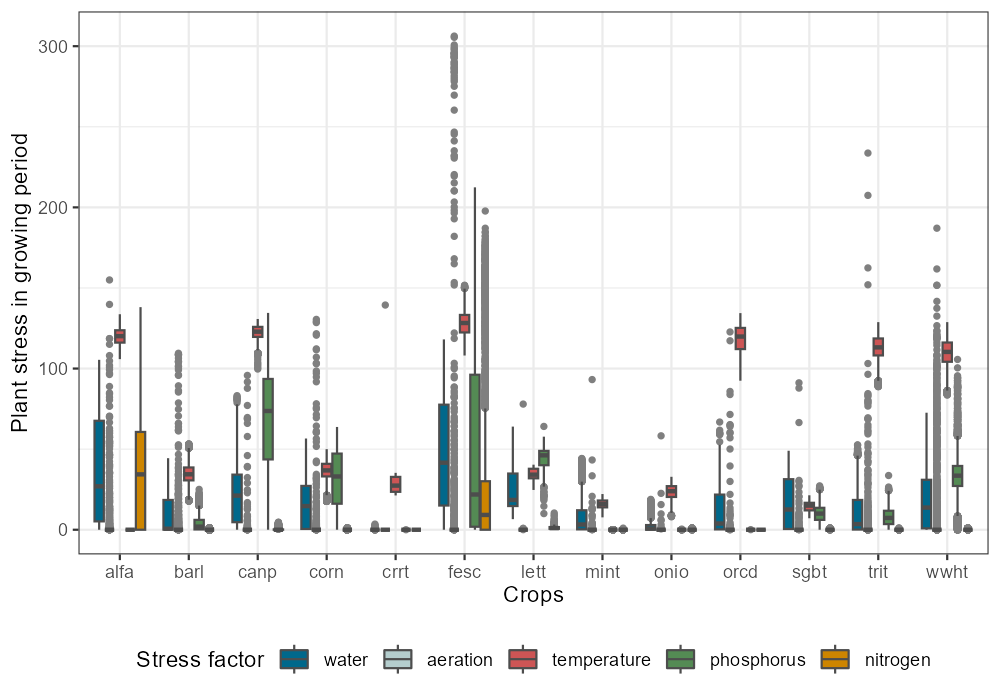 Plant stress in growing period
300
200
100
0
alfa barl canp corn crrt fesc lett mint onio orcd sgbt trit wwht
Crops
Stress factor water aeration temperature phosphorus nitrogen